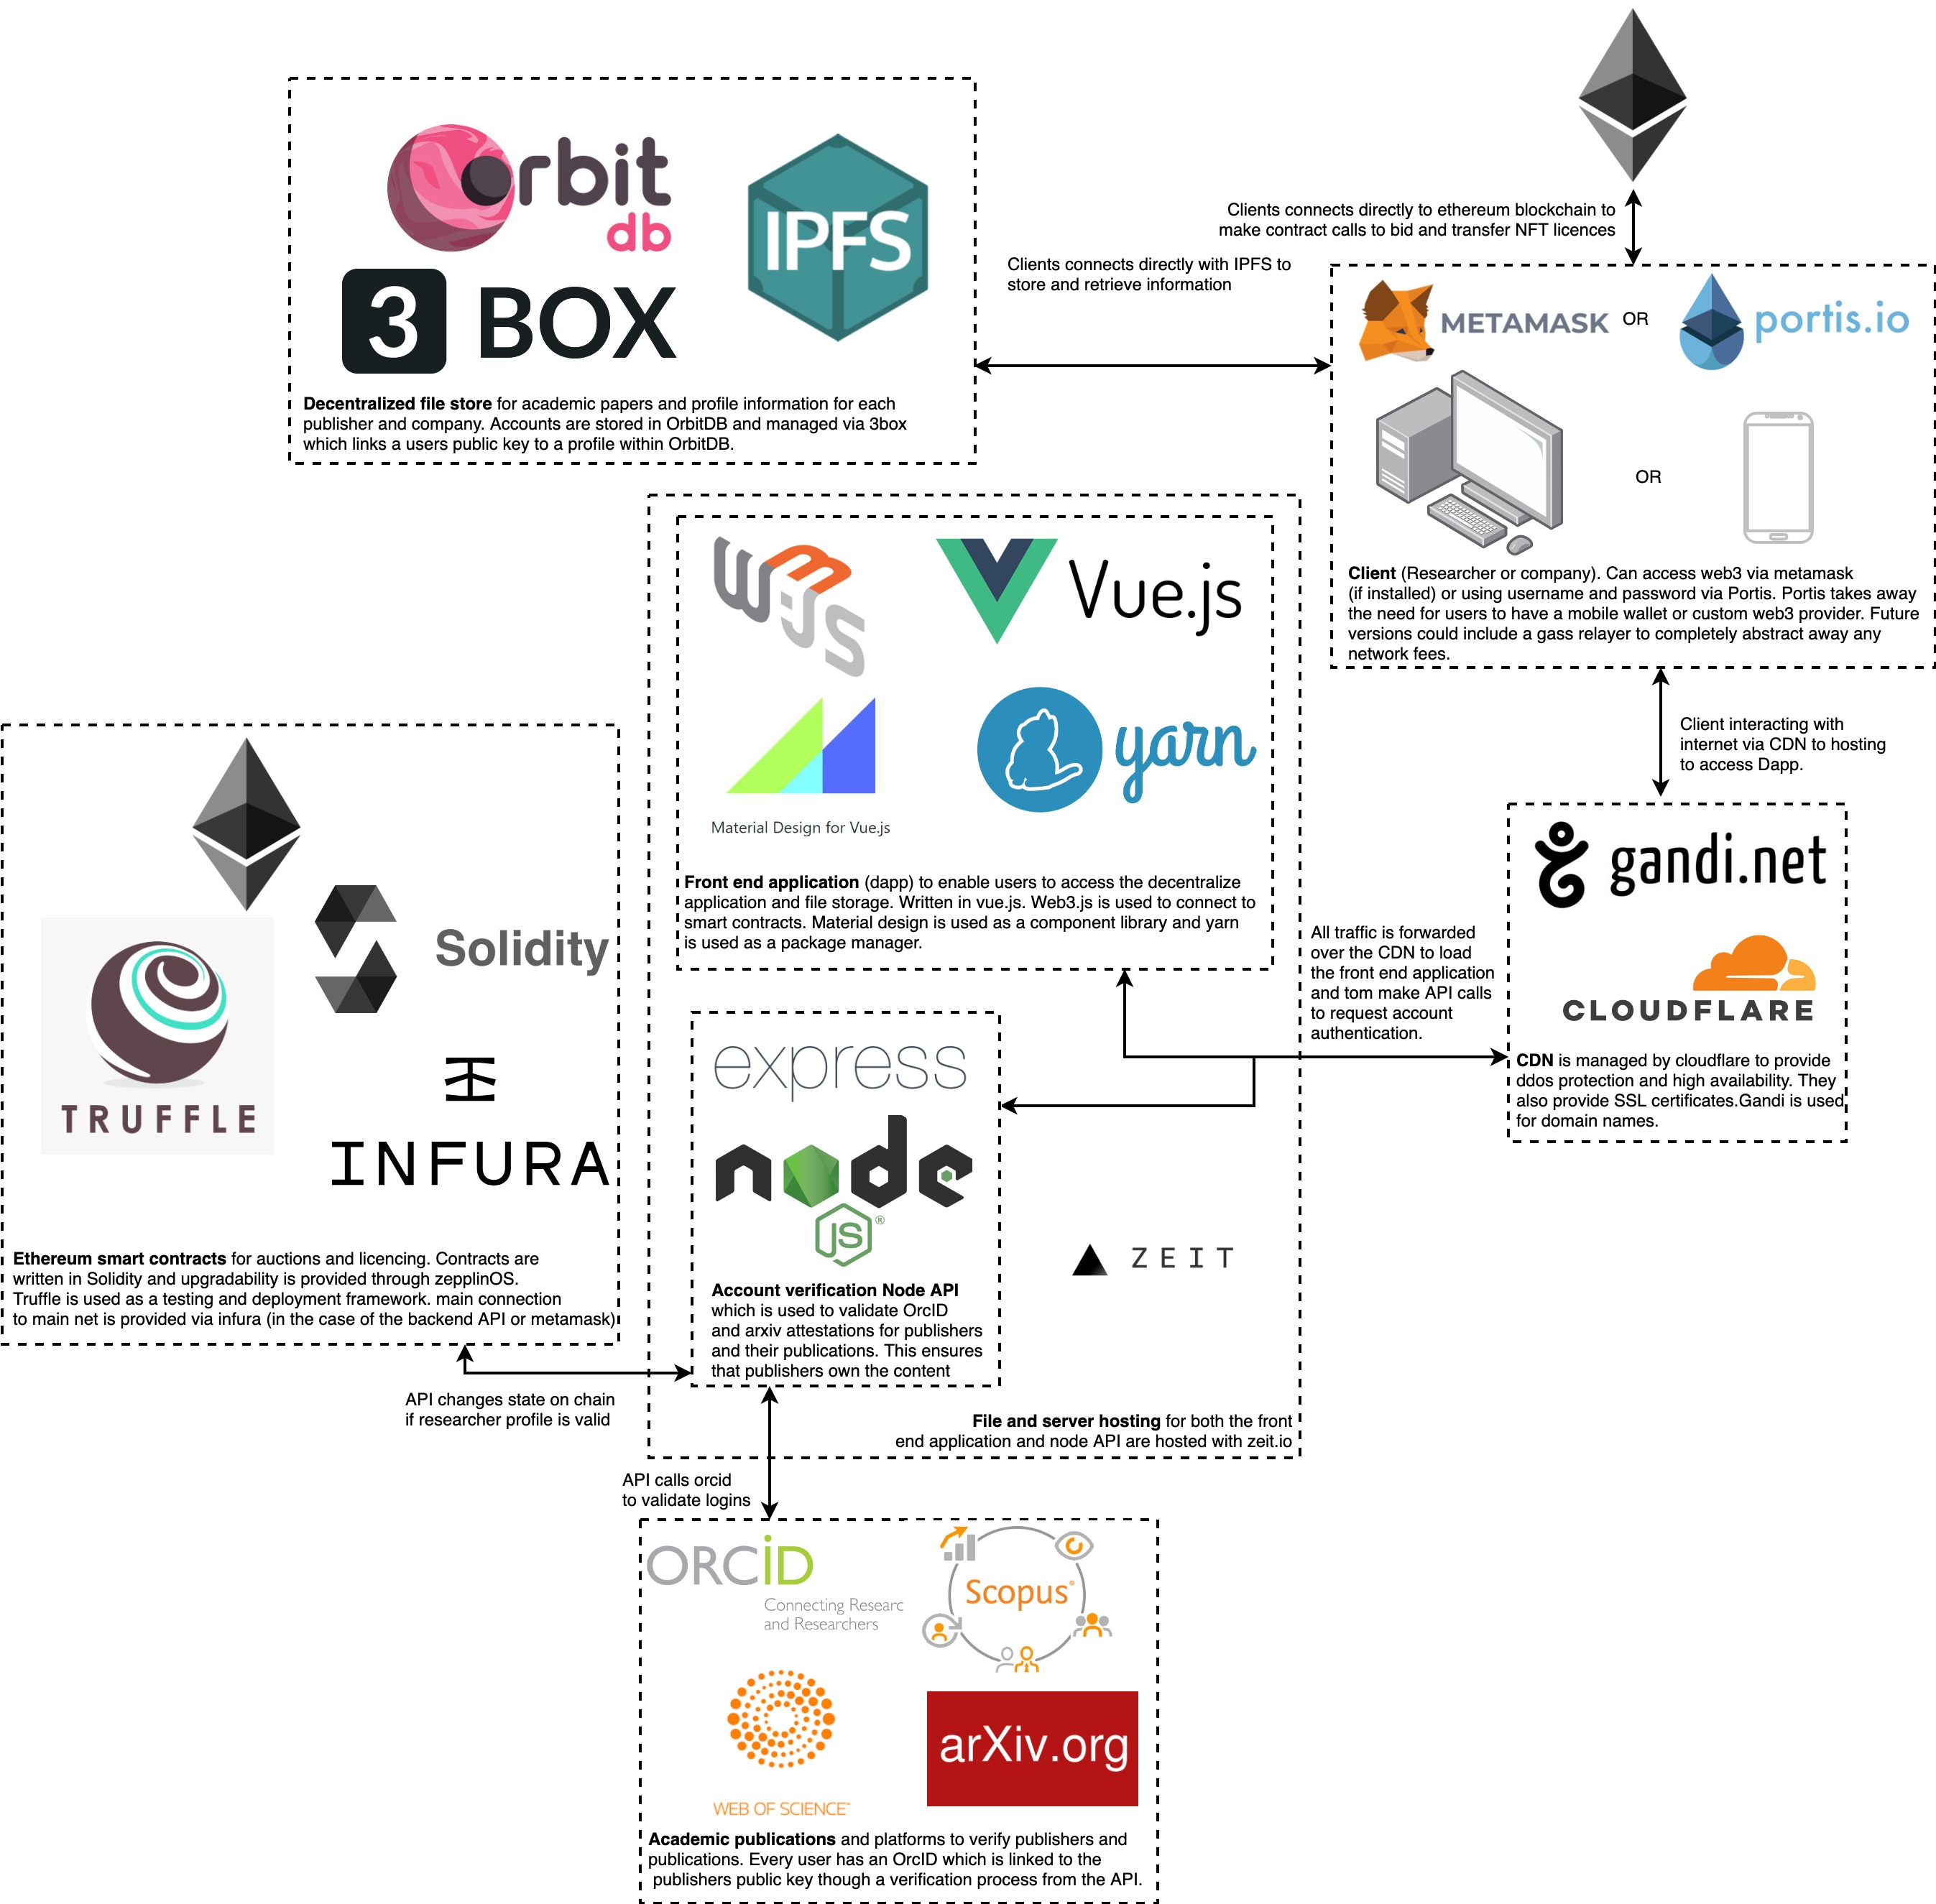 Orbit
db
IPFS
3 BOX
Decentralized file store for academic papers and profile information for each
publisher and company. Accounts are stored in OrbitDB and managed via 3box
which links a users public key to a profile within OrbitDB.
Clients connects directly to ethereum blockchain to
make contract calls to bid and transfer NFT licences
Clients connects directly with IPFS to
store and retrieve information
METAMASK
OR
portis.io
OR
Client (Researcher or company). Can access web3 via metamask
(if installed) or using username and password via Portis. Portis takes away
the need for users to have a mobile wallet or custom web3 provider. Future
versions could include a gass relayer to completely abstract away any
network fees.
Client interacting with
internet via CDN to hosting
to access Dapp.
W3JS
Vue.js
Material Design for Vue.js
yarn
Front end application (dapp) to enable users to access the decentralize
application and file storage. Written in vue.js. Web3.js is used to connect to
smart contracts. Material design is used as a component library and yarn
is used as a package manager.
gandi.net
CLOUDFLARE
CDN is managed by cloudflare to provide
ddos protection and high availability. They
also provide SSL certificates.Gandi is used
for domain names.
All traffic is forwarded
over the CDN to load
the front end application
and tom make API calls
to request account
authentication.
Solidity
TRUFFLE
INFURA
Ethereum smart contracts for auctions and licencing. Contracts are
written in Solidity and upgradability is provided through zepplinOS.
Truffle is used as a testing and deployment framework. main connection
to main net is provided via infura (in the case of the backend API or metamask)
express
node
JS ®
Account verification Node API
which is used to validate OrcID
and arxiv attestations for publishers
and their publications. This ensures
that publishers own the content
ZEIT
File and server hosting for both the front
end application and node API are hosted with zeit.io
API changes state on chain
if researcher profile is valid
API calls orcid
to validate logins
ORCiD
Connecting Researc
and Researchers
Scopus®
WEB OF SCIENCE™
arXiv.org
Academic publications and platforms to verify publishers and
publications. Every user has an OrcID which is linked to the
publishers public key though a verification process from the API.